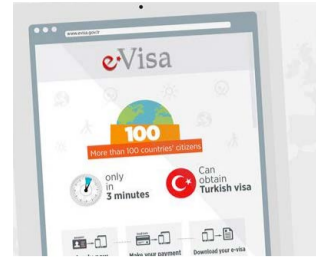 www.evisa.gov.tr
e-Visa
100
More than 100 countries' citizens
only
in
3 minutes
Can
obtain
Turkish visa
Make your payment
Download your e-visa